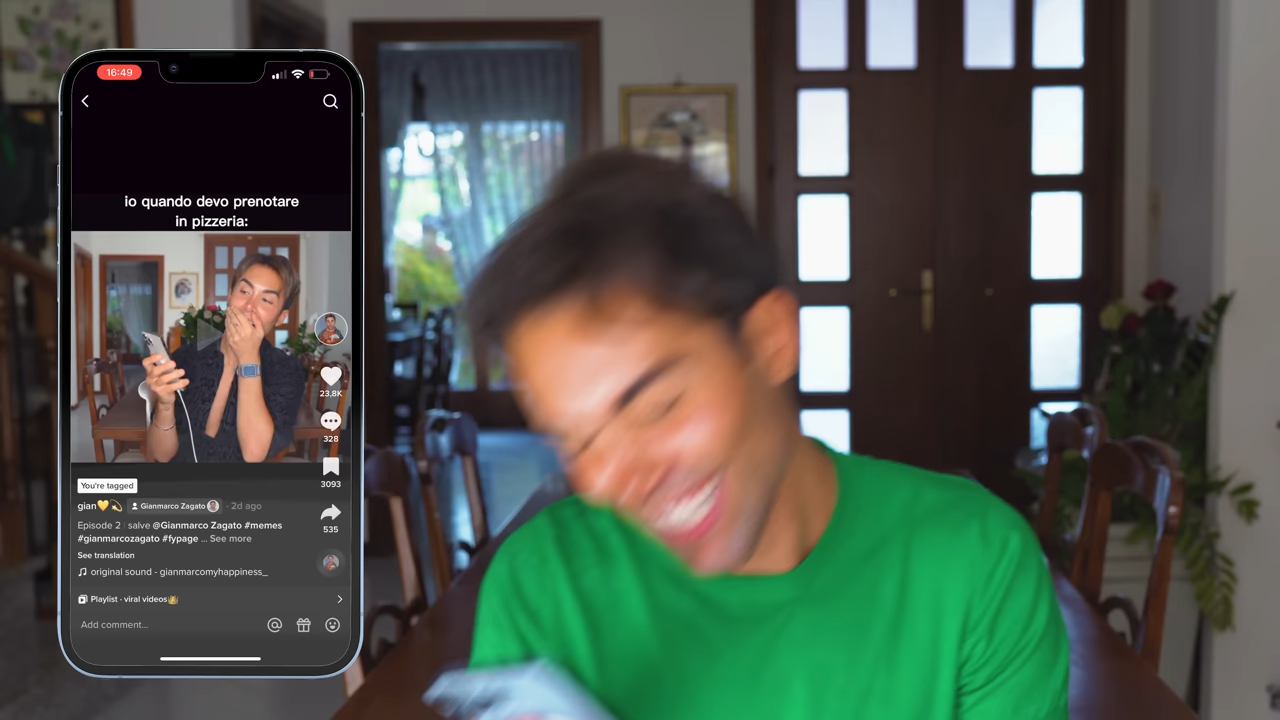 16:49
io quando devo prenotare
in pizzeria:
23,8K
328
3093
You're tagged
gian💛💫 Gianmarco Zagato · 2d ago
535
Episode 2 | salve @Gianmarco Zagato #memes
#gianmarcozagato #fypage ... See more
See translation
original sound - gianmarcomyhappiness_
Playlist · viral videos👑
Add comment...